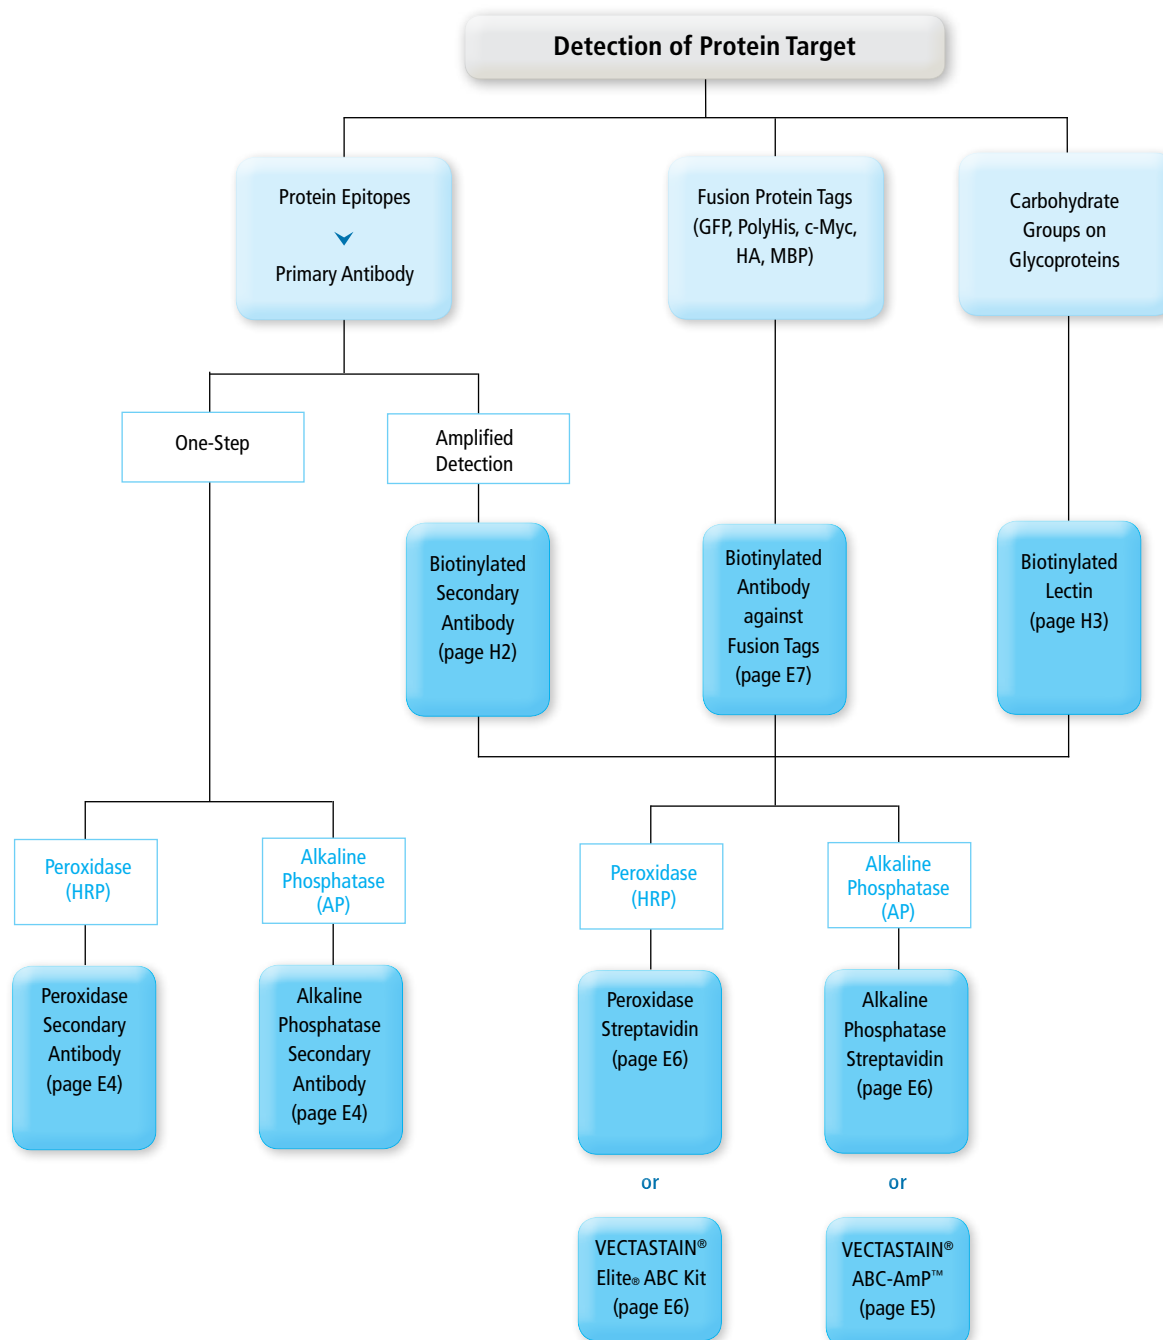 Detection of Protein Target
Protein Epitopes
Primary Antibody
Fusion Protein Tags
(GFP, PolyHis, c-Myc,
HA, MBP)
Carbohydrate
Groups on
Glycoproteins
One-Step
Amplified
Detection
Biotinylated
Secondary
Antibody
(page H2)
Biotinylated
Antibody
against
Fusion Tags
(page E7)
Biotinylated
Lectin
(page H3)
Peroxidase
(HRP)
Alkaline
Phosphatase
(AP)
Peroxidase
(HRP)
Alkaline
Phosphatase
(AP)
Peroxidase
Secondary
Antibody
(page E4)
Alkaline
Phosphatase
Secondary
Antibody
(page E4)
Peroxidase
Streptavidin
(page E6)
Alkaline
Phosphatase
Streptavidin
(page E6)
or
or
VECTASTAIN®
Elite® ABC Kit
(page E6)
VECTASTAIN®
ABC-AmP™
(page E5)